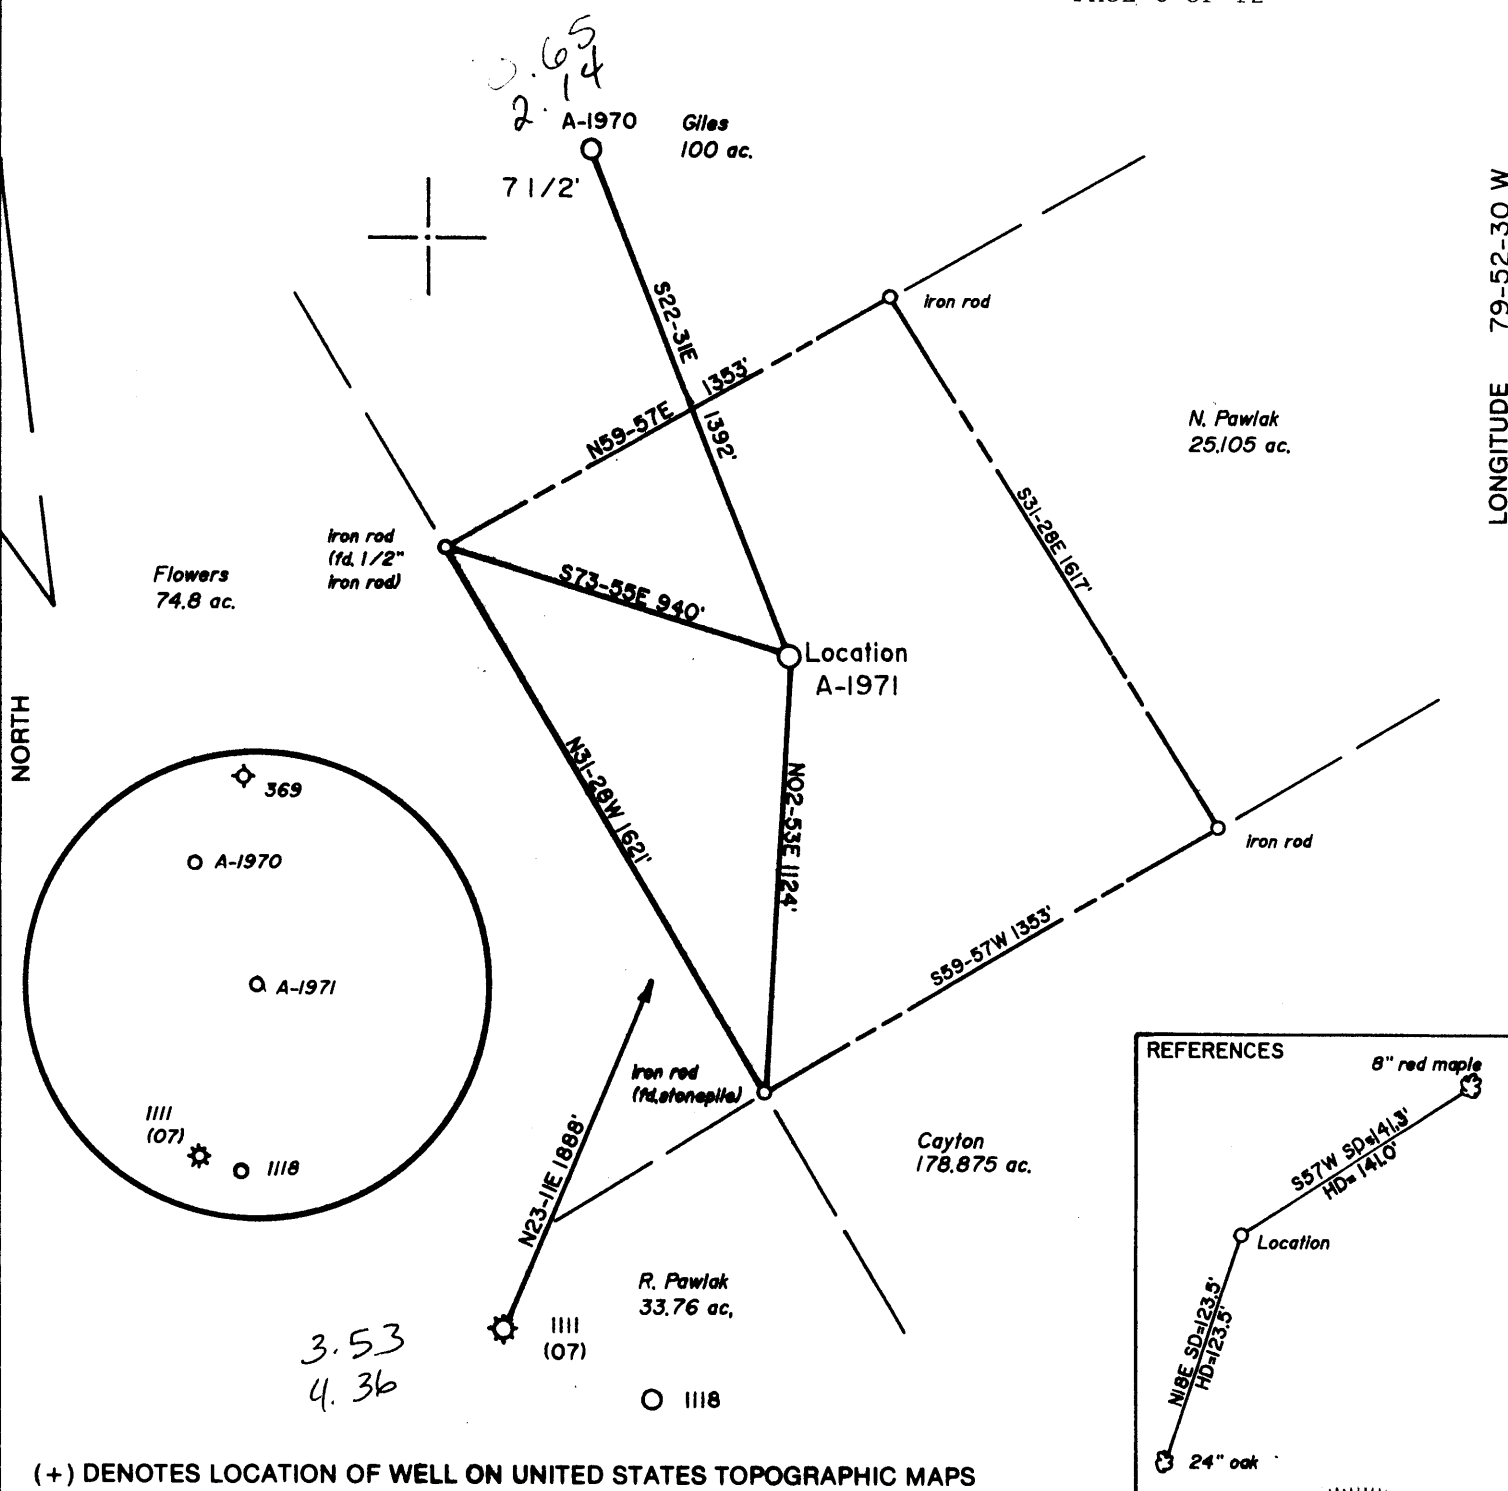 .65
2.14
A-1970
Giles
100 ac.
7 1/2'
LONGITUDE 79-52-30 W
S22-31E
1392'
iron rod
N59-57E 1353'
N. Pawlak
25.105 ac.
S31-28E 1617'
iron rod
(fd. 1/2"
iron rod)
Flowers
74.8 ac.
S73-55E 940'
Location
A-1971
NORTH
N31-28W 1621'
N02-53E 1124'
369
A-1970
A-1971
1111
(07)
1118
iron rod
S59-57W 1353'
iron rod
(fd.stonepile)
N23-11E 1888'
Cayton
178.875 ac.
R. Pawlak
33.76 ac.
1111
(07)
1118
3.53
4.36
REFERENCES
8" red maple
S57W SD=141.3'
HD=141.0'
Location
N18E SD=123.5'
HD=123.5'
24" oak
(+) DENOTES LOCATION OF WELL ON UNITED STATES TOPOGRAPHIC MAPS